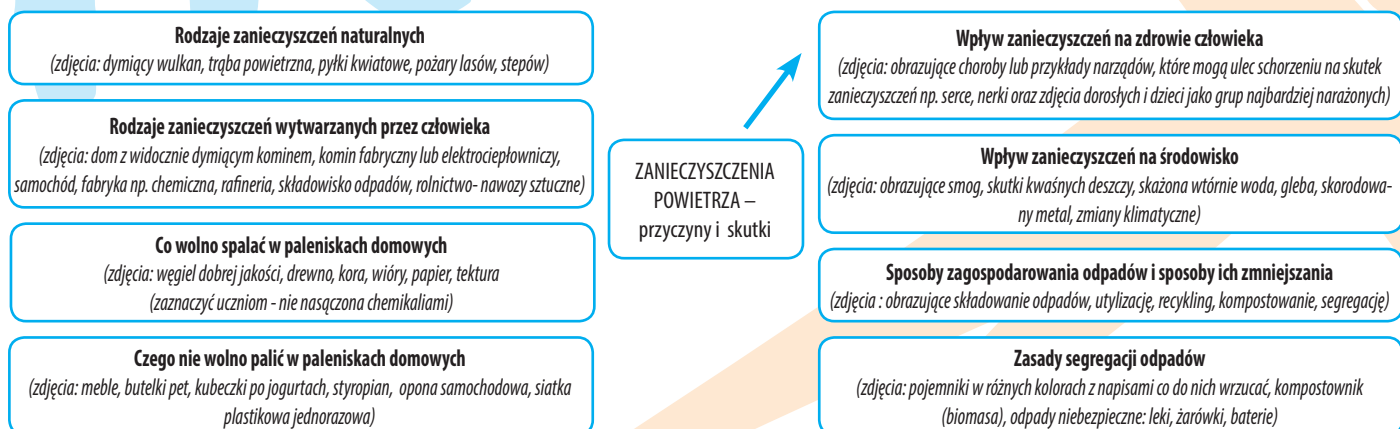 Rodzaje zanieczyszczeń naturalnych
(zdjęcia: dymiący wulkan, trąba powietrzna, pyłki kwiatowe, pożary lasów, stepów)
Rodzaje zanieczyszczeń wytwarzanych przez człowieka
(zdjęcia: dom z widocznie dymiącym kominem, komin fabryczny lub elektrociepłowniczy,
samochód, fabryka np. chemiczna, rafineria, składowisko odpadów, rolnictwo- nawozy sztuczne)
Co wolno spalać w paleniskach domowych
(zdjęcia: węgiel dobrej jakości, drewno, kora, wióry, papier, tektura
(zaznaczyć uczniom - nie nasączona chemikaliami)
Czego nie wolno palić w paleniskach domowych
(zdjęcia: meble, butelki pet, kubeczki po jogurtach, styropian, opona samochodowa, siatka
plastikowa jednorazowa)
ZANIECZYSZCZENIA
POWIETRZA –
przyczyny i skutki
Wpływ zanieczyszczeń na zdrowie człowieka
(zdjęcia: obrazujące choroby lub przykłady narządów, które mogą ulec schorzeniu na skutek
zanieczyszczeń np. serce, nerki oraz zdjęcia dorosłych i dzieci jako grup najbardziej narażonych)
Wpływ zanieczyszczeń na środowisko
(zdjęcia: obrazujące smog, skutki kwaśnych deszczy, skażona wtórnie woda, gleba, skorodowa-
ny metal, zmiany klimatyczne)
Sposoby zagospodarowania odpadów i sposoby ich zmniejszania
(zdjęcia : obrazujące składowanie odpadów, utylizację, recykling, kompostowanie, segregację)
Zasady segregacji odpadów
(zdjęcia: pojemniki w różnych kolorach z napisami co do nich wrzucać, kompostownik
(biomasa), odpady niebezpieczne: leki, żarówki, baterie)